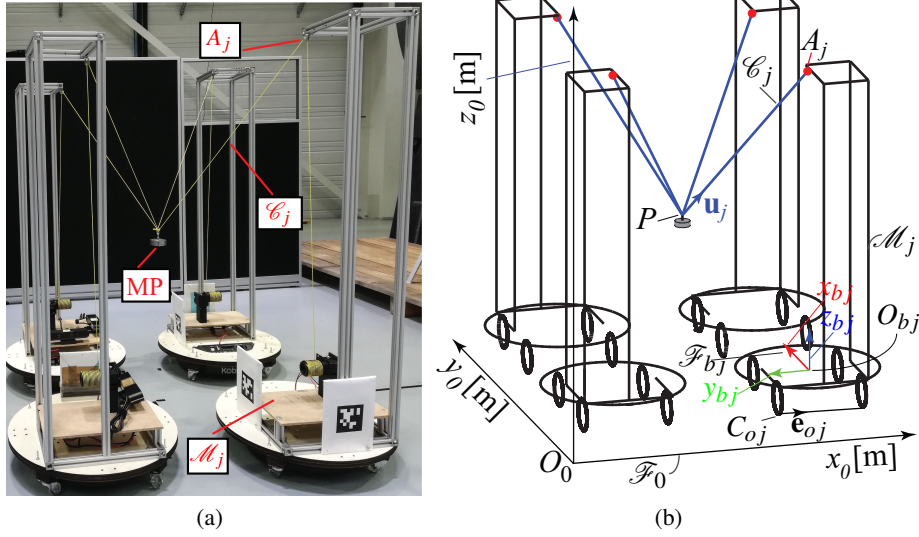 A_j
𝒞_j
MP
Kob
ℳ_j
(a)
z_0 [m]
A_j
𝒞_j
P
u_j
ℳ_j
x_bj
z_bj
O_bj
ℱ_bj
y_bj
y_0 [m]
C_oj
e_oj
O_0
ℱ_0
x_0 [m]
(b)